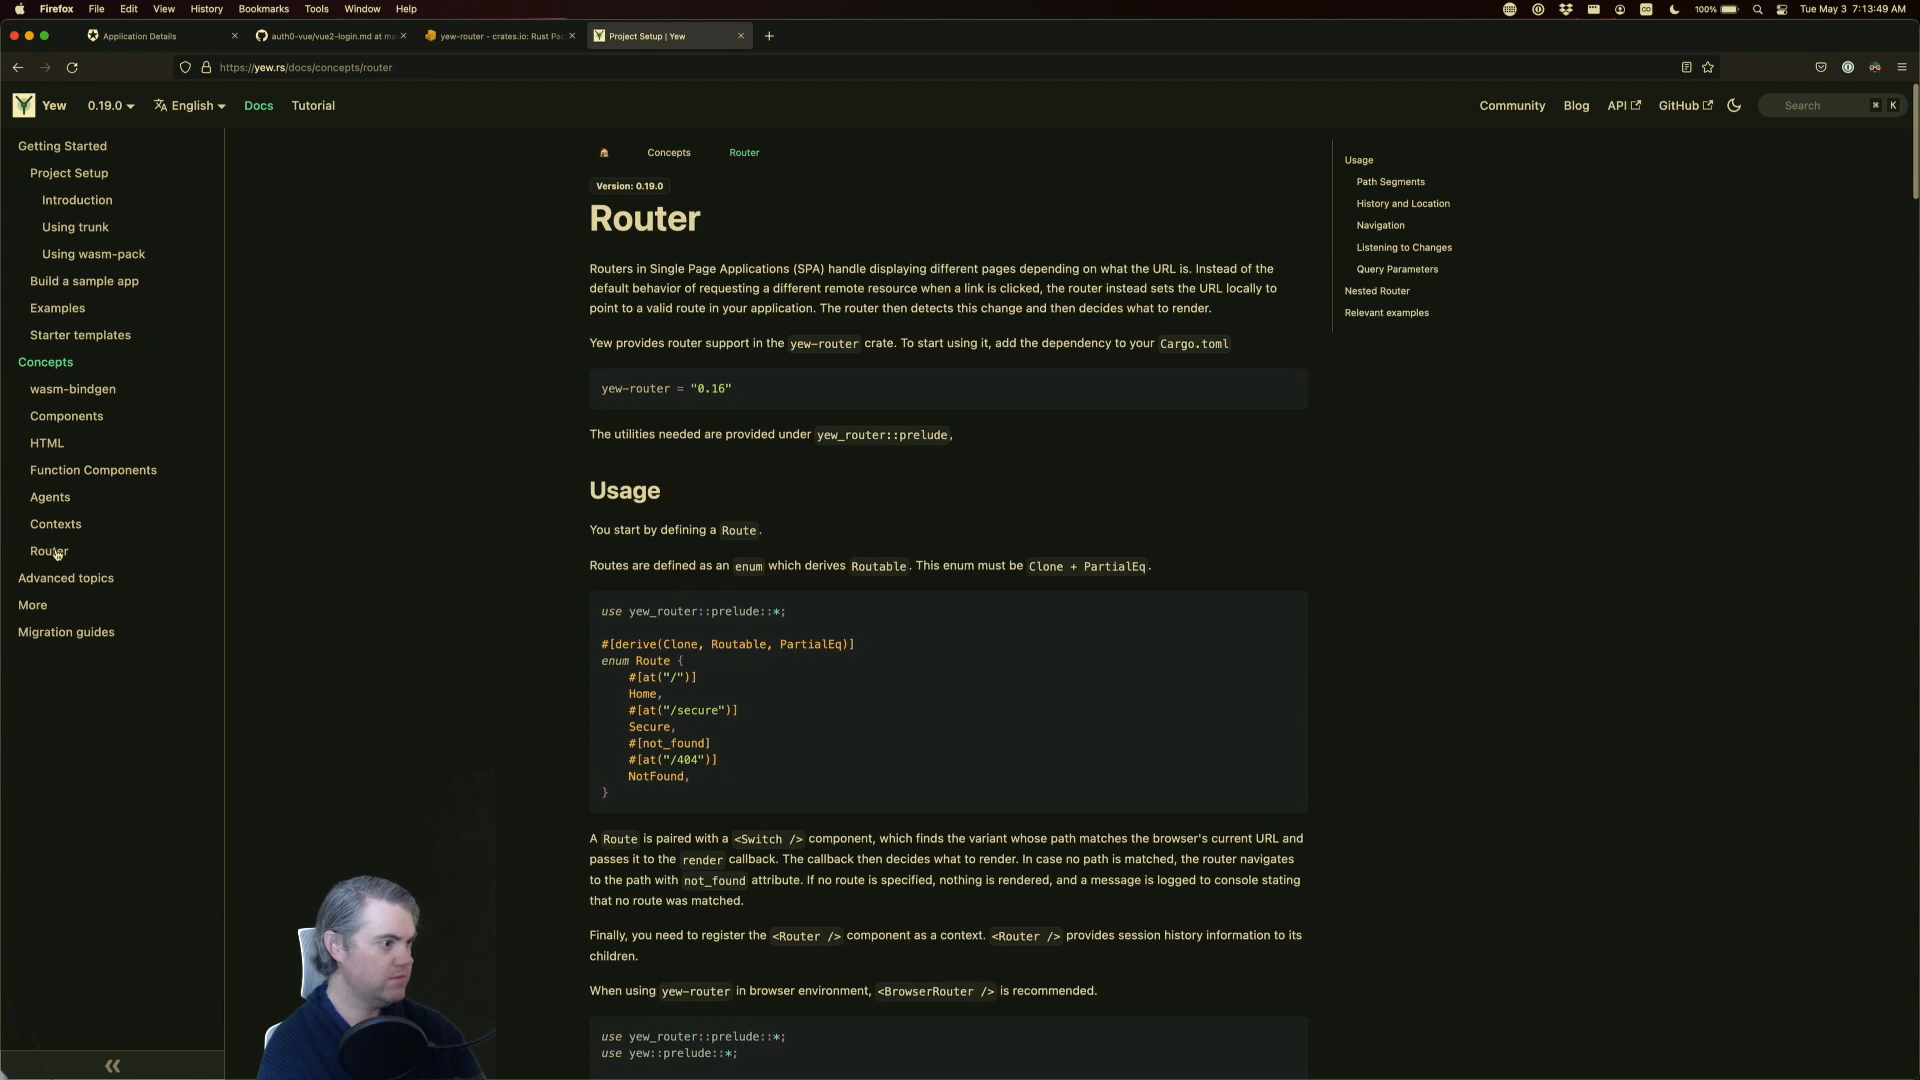 Firefox File Edit View History Bookmarks Tools Window Help 100% Tue May 3 7:13:49 AM
Application Details
auth0-vue/vue2-login.md at m
yew-router - crates.io: Rust Pac
Project Setup | Yew
https://yew.rs/docs/concepts/router
Yew 0.19.0 English Docs Tutorial Community Blog API GitHub Search ⌘ K
Getting Started
Project Setup
Introduction
Using trunk
Using wasm-pack
Build a sample app
Examples
Starter templates
Concepts
wasm-bindgen
Components
HTML
Function Components
Agents
Contexts
Router
Advanced topics
More
Migration guides
Concepts Router
Version: 0.19.0
Router
Routers in Single Page Applications (SPA) handle displaying different pages depending on what the URL is. Instead of the
default behavior of requesting a different remote resource when a link is clicked, the router instead sets the URL locally to
point to a valid route in your application. The router then detects this change and then decides what to render.
Yew provides router support in the yew-router crate. To start using it, add the dependency to your Cargo.toml
yew-router = "0.16"
The utilities needed are provided under yew_router::prelude,
Usage
You start by defining a Route.
Routes are defined as an enum which derives Routable. This enum must be Clone + PartialEq.
use yew_router::prelude::*;
#[derive(Clone, Routable, PartialEq)]
enum Route {
#[at("/")]
Home,
#[at("/secure")]
Secure,
#[not_found]
#[at("/404")]
NotFound,
}
A Route is paired with a <Switch /> component, which finds the variant whose path matches the browser's current URL and
passes it to the render callback. The callback then decides what to render. In case no path is matched, the router navigates
to the path with not_found attribute. If no route is specified, nothing is rendered, and a message is logged to console stating
that no route was matched.
Finally, you need to register the <Router /> component as a context. <Router /> provides session history information to its
children.
When using yew-router in browser environment, <BrowserRouter /> is recommended.
use yew_router::prelude::*;
use yew::prelude::*;
Usage
Path Segments
History and Location
Navigation
Listening to Changes
Query Parameters
Nested Router
Relevant examples